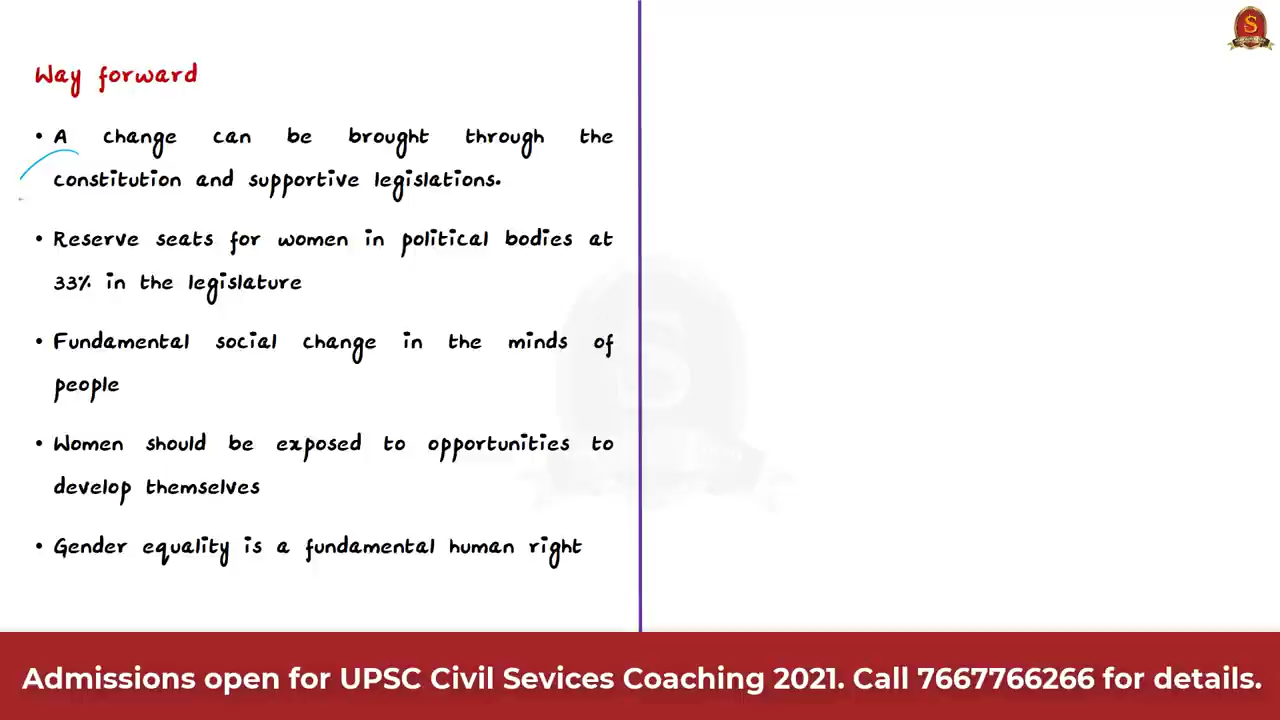 Way forward
• A change can be brought through the
constitution and supportive legislations.
• Reserve seats for women in political bodies at
33% in the legislature
• Fundamental social change in the minds of
people
• Women should be exposed to opportunities to
develop themselves
• Gender equality is a fundamental human right
S
Admissions open for UPSC Civil Sevices Coaching 2021. Call 7667766266 for details.